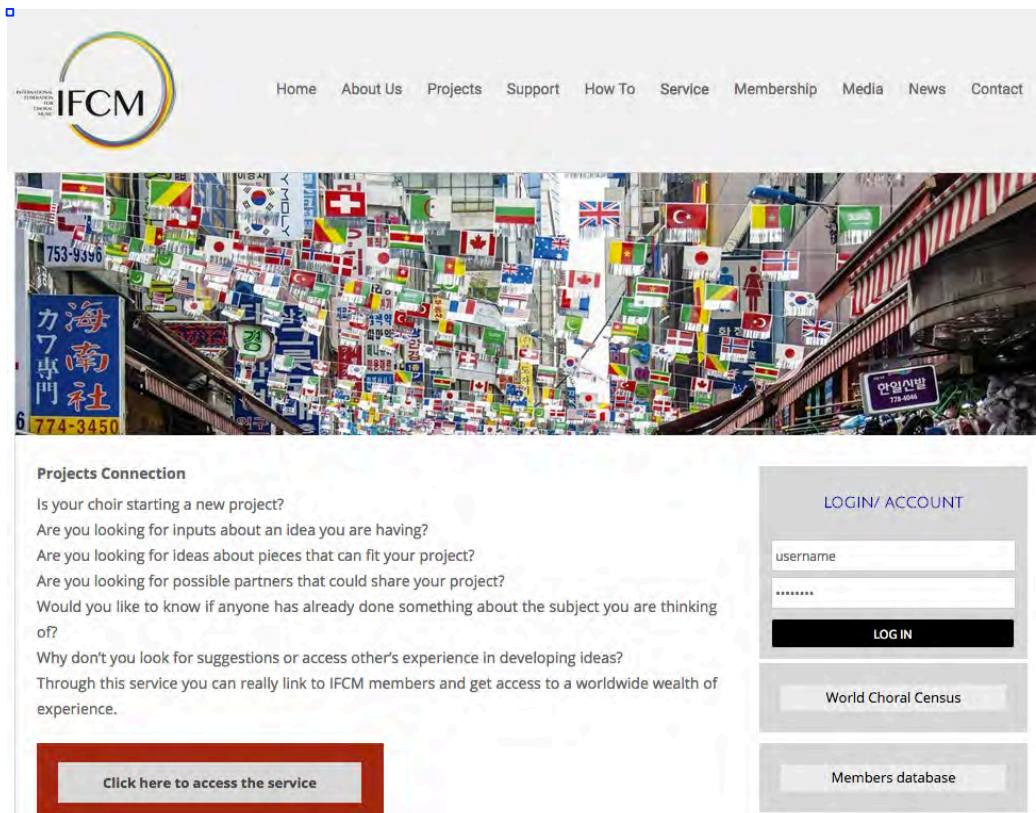 INTERNATIONAL
FEDERATION
FOR
CHORAL
MUSIC
IFCM
Home About Us Projects Support How To Service Membership Media News Contact
753-9396
カワ専門
海南社
774-3450
6
한일신발
778-4046
Projects Connection
Is your choir starting a new project?
Are you looking for inputs about an idea you are having?
Are you looking for ideas about pieces that can fit your project?
Are you looking for possible partners that could share your project?
Would you like to know if anyone has already done something about the subject you are thinking
of?
Why don’t you look for suggestions or access other’s experience in developing ideas?
Through this service you can really link to IFCM members and get access to a worldwide wealth of
experience.
Click here to access the service
LOGIN/ ACCOUNT
username
LOG IN
World Choral Census
Members database